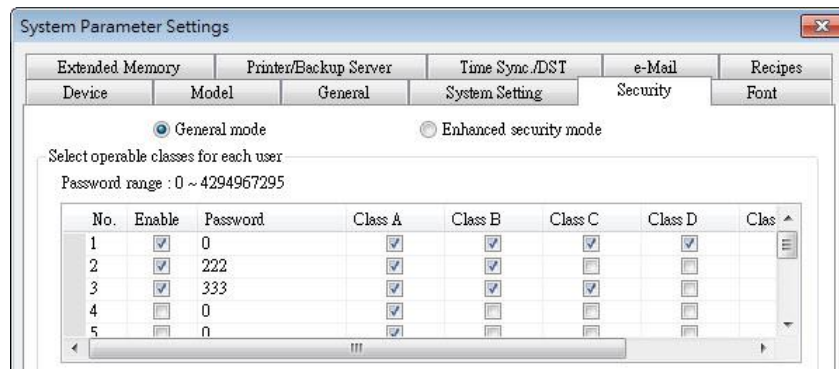 System Parameter Settings
Extended Memory Printer/Backup Server Time Sync./DST e-Mail Recipes
Device Model General System Setting Security Font
General mode Enhanced security mode
Select operable classes for each user
Password range : 0 ~ 4294967295
No. Enable Password Class A Class B Class C Class D Clas
1 0
2 222
3 333
4 0
5 0